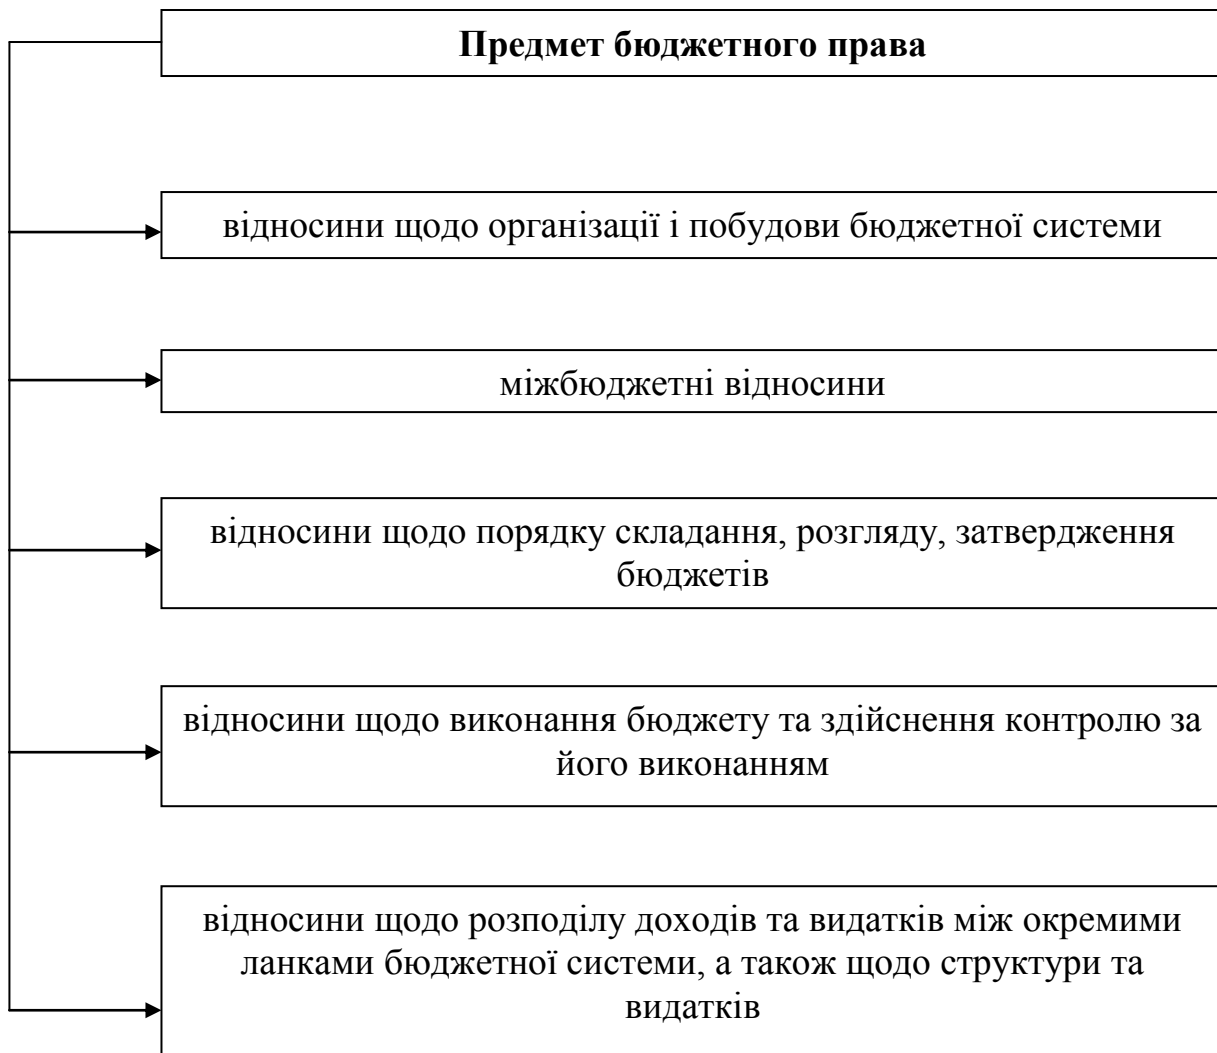 Предмет бюджетного права
відносини щодо організації і побудови бюджетної системи
міжбюджетні відносини
відносини щодо порядку складання, розгляду, затвердження
бюджетів
відносини щодо виконання бюджету та здійснення контролю за
його виконанням
відносини щодо розподілу доходів та видатків між окремими
ланками бюджетної системи, а також щодо структури та
видатків